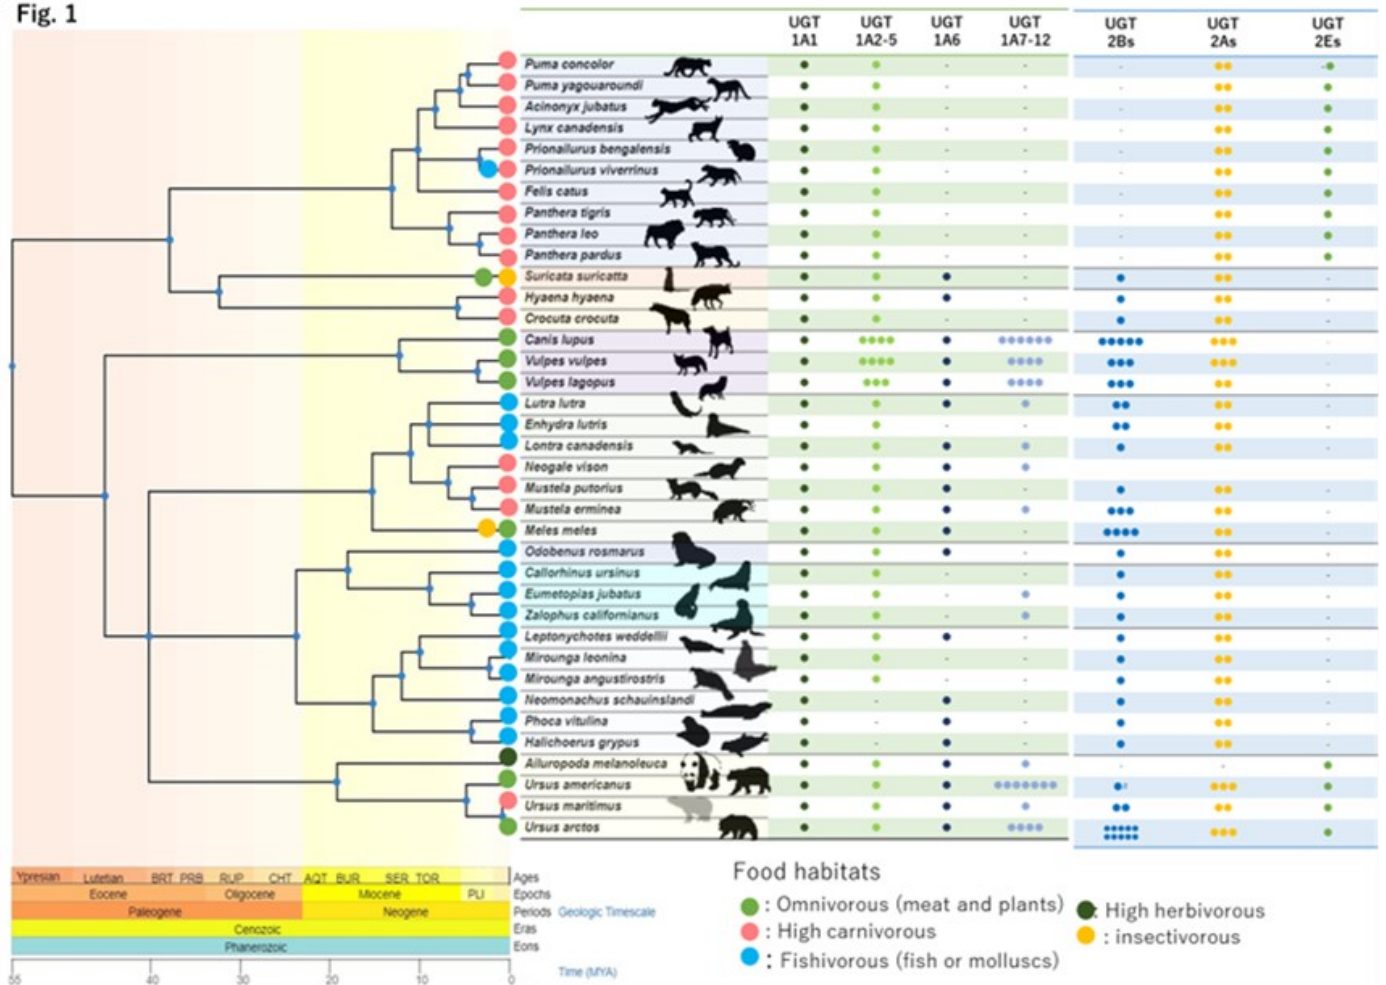 Fig. 1
UGT 1A1 UGT 1A2-5 UGT 1A6 UGT 1A7-12 UGT 2Bs UGT 2As UGT 2Es
Puma concolor
Puma yagouaroundi
Acinonyx jubatus
Lynx canadensis
Prionailurus bengalensis
Prionailurus viverrinus
Felis catus
Panthera tigris
Panthera leo
Panthera pardus
Suricata suricatta
Hyaena hyaena
Crocuta crocuta
Canis lupus
Vulpes vulpes
Vulpes lagopus
Lutra lutra
Enhydra lutris
Lontra canadensis
Neogale vison
Mustela putorius
Mustela erminea
Meles meles
Odobenus rosmarus
Callorhinus ursinus
Eumetopias jubatus
Zalophus californianus
Leptonychotes weddellii
Mirounga leonina
Mirounga angustirostris
Neomonachus schauinslandi
Phoca vitulina
Halichoerus grypus
Ailuropoda melanoleuca
Ursus americanus
Ursus maritimus
Ursus arctos
Ypresian Lutetian BRT PRB RUP CHT AQT BUR SER TOR Ages
Eocene Oligocene Miocene PLI Epochs
Paleogene Neogene Periods Geologic Timescale
Cenozoic Eras
Phanerozoic Eons
55 40 30 20 10 0 Time (MYA)
Food habitats
: Omnivorous (meat and plants)
: High carnivorous
: Fishivorous (fish or molluscs)
: High herbivorous
: insectivorous